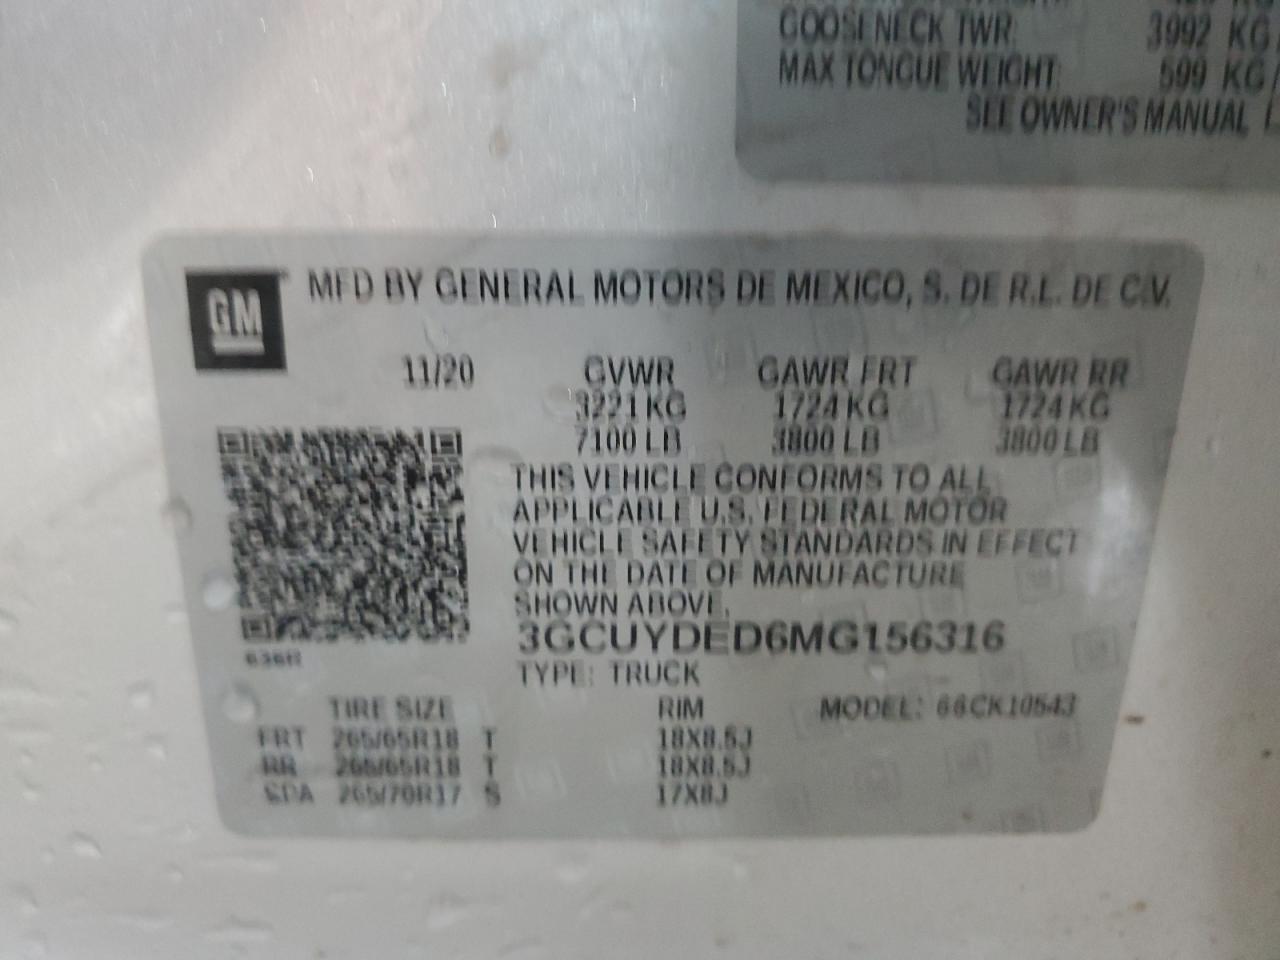 GOOSENECK TWR: 3992 KG
MAX TONGUE WEIGHT: 599 KG
SEE OWNER'S MANUAL
GM MFD BY GENERAL MOTORS DE MEXICO, S. DE R.L. DE C.V.
11/20 GVWR GAWR FRT GAWR RR
3221 KG 1724 KG 1724 KG
7100 LB 3800 LB 3800 LB
THIS VEHICLE CONFORMS TO ALL
APPLICABLE U.S. FEDERAL MOTOR
VEHICLE SAFETY STANDARDS IN EFFECT
ON THE DATE OF MANUFACTURE
SHOWN ABOVE.
3GCUYDED6MG156316
TYPE: TRUCK
TIRE SIZE RIM MODEL: CK10543
FRT 265/65R18 T 18X8.5J
RR 265/65R18 T 18X8.5J
SPA 265/70R17 S 17X8J